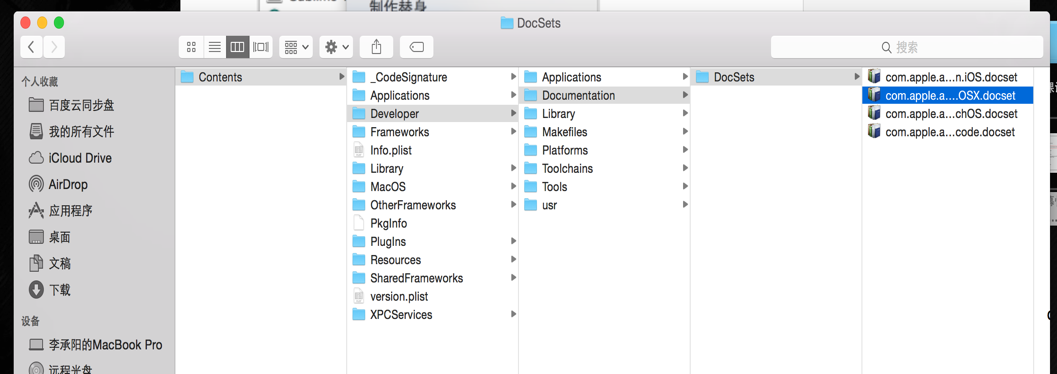 制作替身
DocSets
搜索
个人收藏
百度云同步盘
我的所有文件
iCloud Drive
AirDrop
应用程序
桌面
文稿
下载
设备
李承阳的MacBook Pro
远程光盘
Contents
_CodeSignature
Applications
Developer
Frameworks
Info.plist
Library
MacOS
OtherFrameworks
PkgInfo
PlugIns
Resources
SharedFrameworks
version.plist
XPCServices
Applications
Documentation
Library
Makefiles
Platforms
Toolchains
Tools
usr
DocSets
com.apple.a...n.iOS.docset
com.apple.a....OSX.docset
com.apple.a...chOS.docset
com.apple.a...code.docset